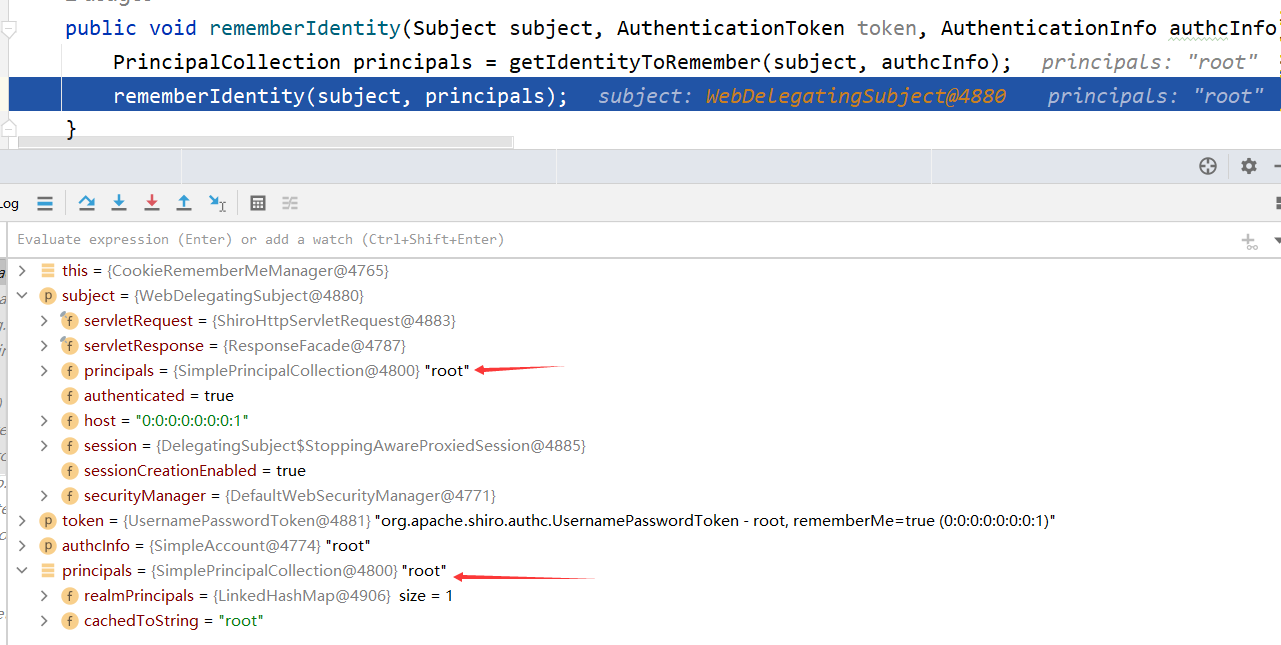 public void rememberIdentity(Subject subject, AuthenticationToken token, AuthenticationInfo authcInfo
PrincipalCollection principals = getIdentityToRemember(subject, authcInfo); principals: "root"
rememberIdentity(subject, principals); subject: WebDelegatingSubject@4880 principals: "root"
}
Log
Evaluate expression (Enter) or add a watch (Ctrl+Shift+Enter)
this = {CookieRememberMeManager@4765}
p subject = {WebDelegatingSubject@4880}
f servletRequest = {ShiroHttpServletRequest@4883}
f servletResponse = {ResponseFacade@4787}
f principals = {SimplePrincipalCollection@4800} "root"
f authenticated = true
f host = "0:0:0:0:0:0:0:1"
f session = {DelegatingSubject$StoppingAwareProxiedSession@4885}
f sessionCreationEnabled = true
f securityManager = {DefaultWebSecurityManager@4771}
p token = {UsernamePasswordToken@4881} "org.apache.shiro.authc.UsernamePasswordToken - root, rememberMe=true (0:0:0:0:0:0:0:1)"
p authcInfo = {SimpleAccount@4774} "root"
principals = {SimplePrincipalCollection@4800} "root"
f realmPrincipals = {LinkedHashMap@4906} size = 1
f cachedToString = "root"